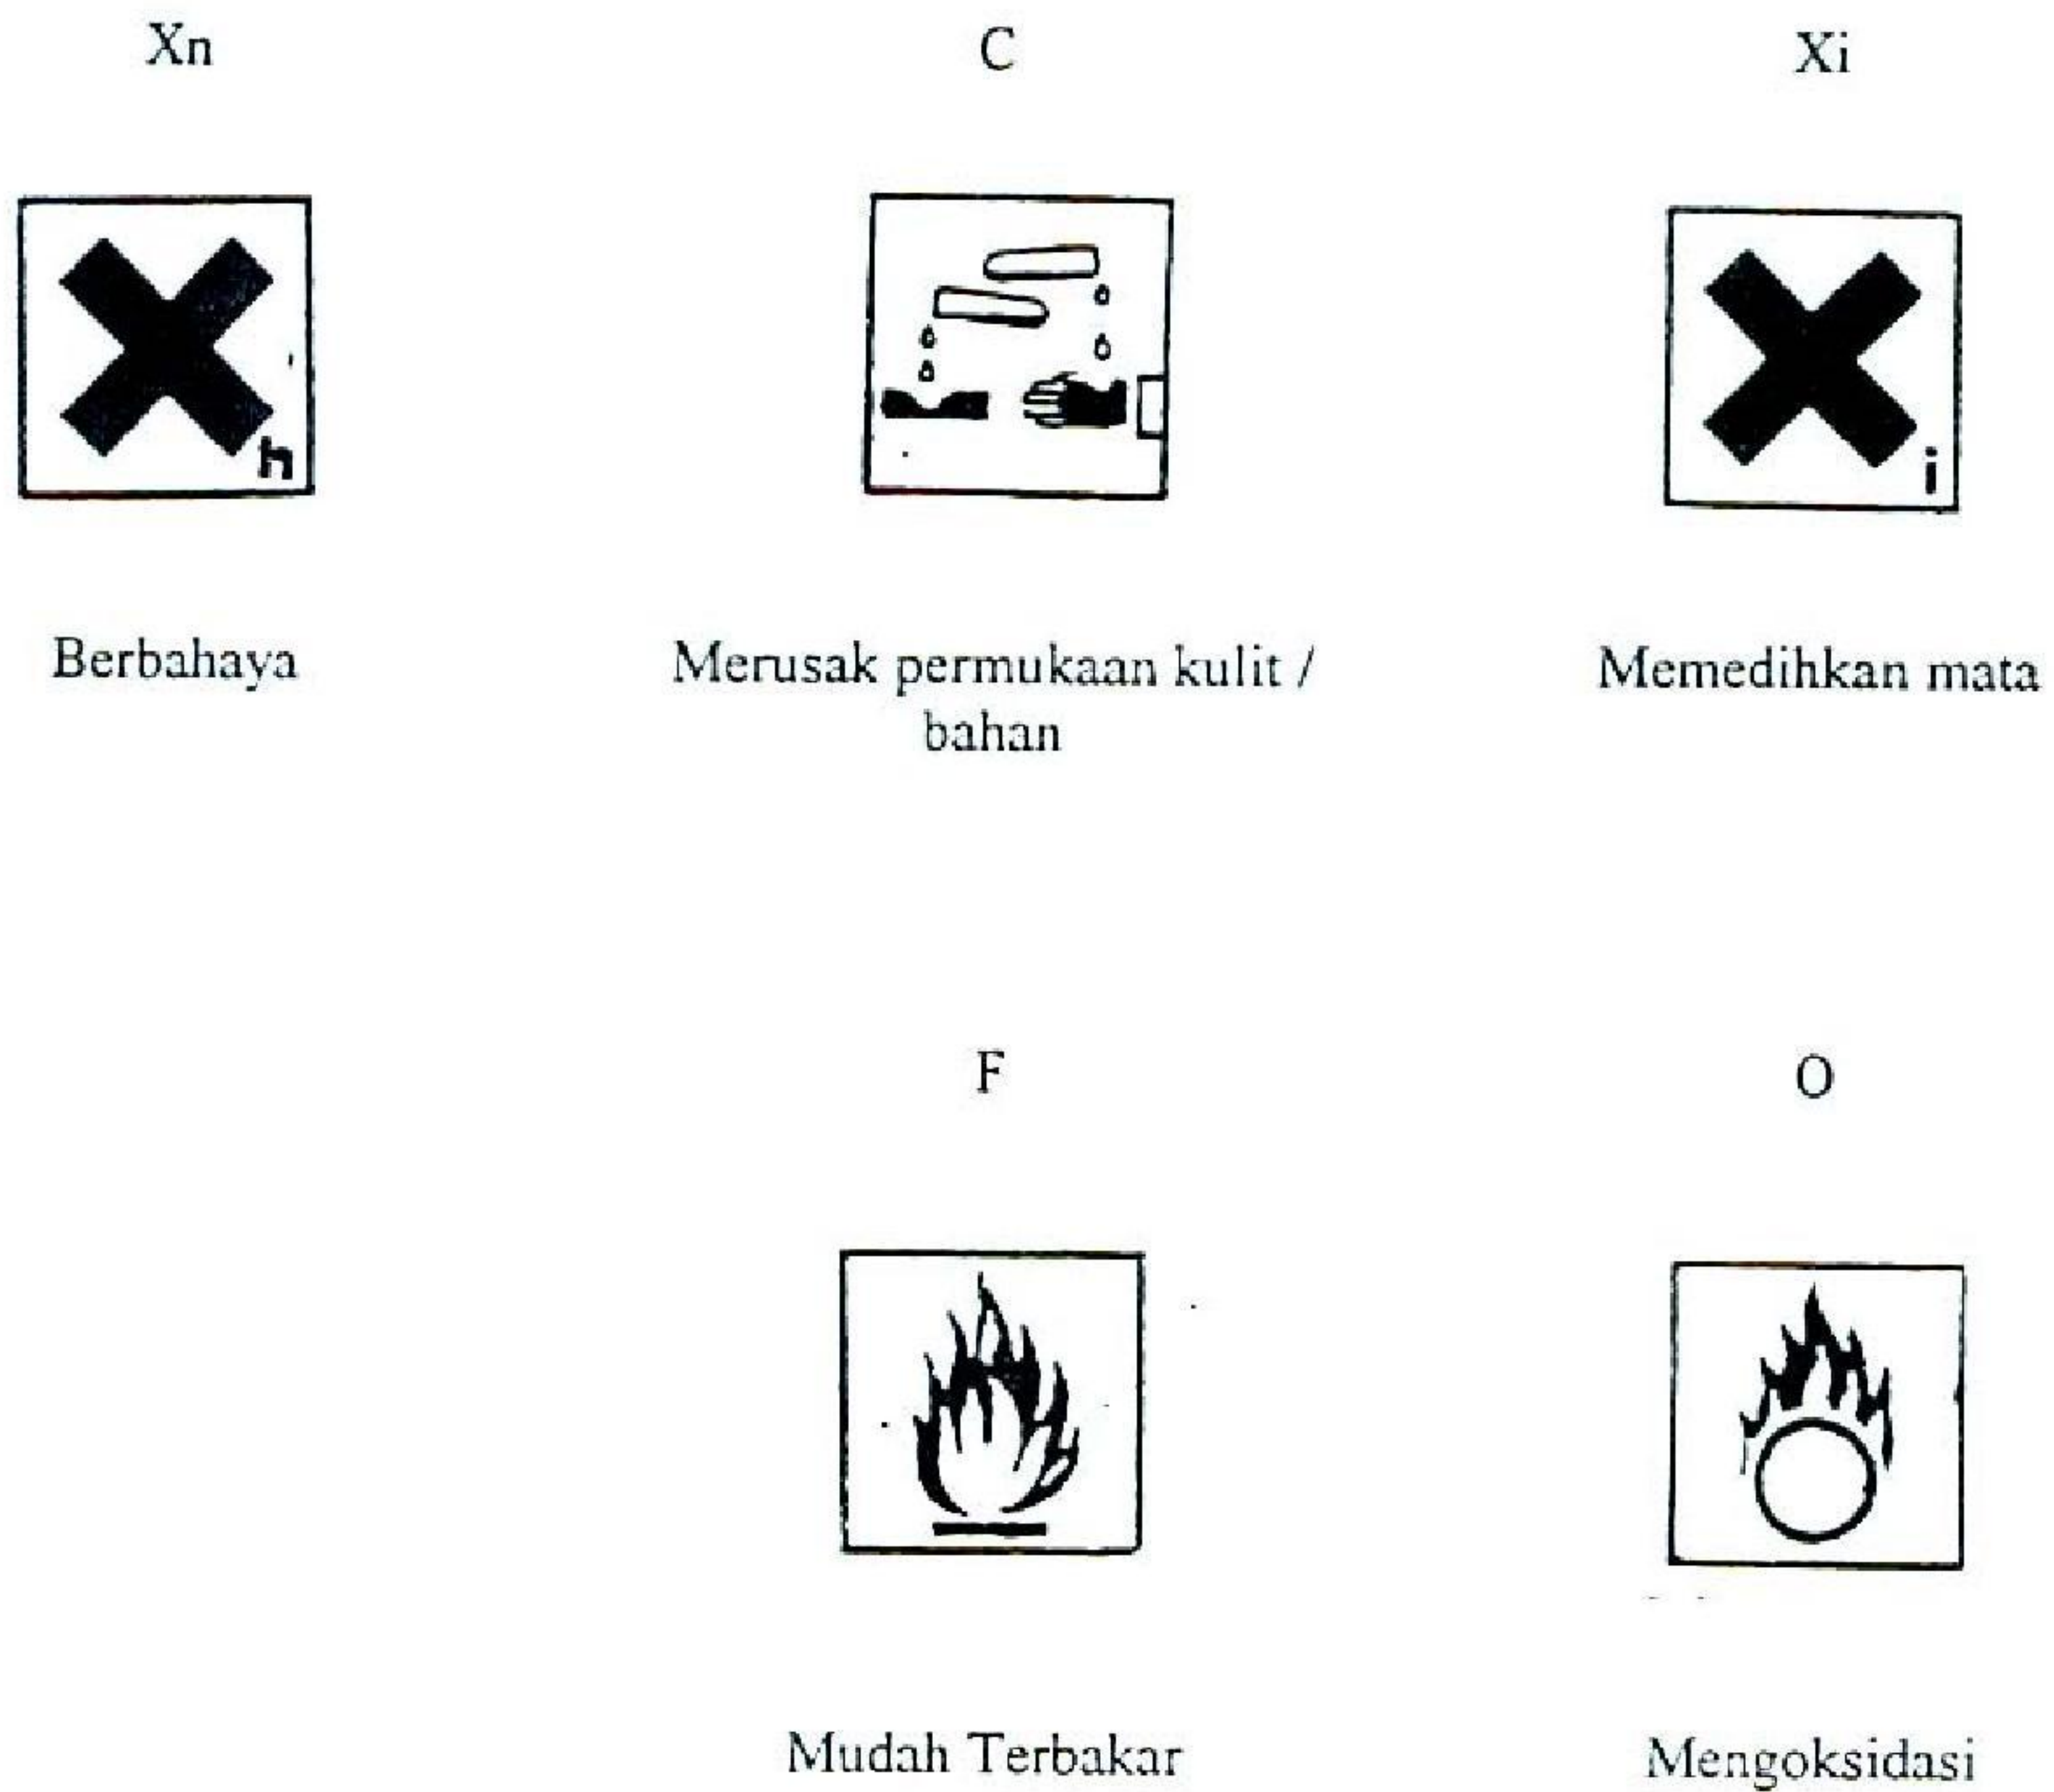 Xn
C
Xi
h
i
Berbahaya
Merusak permukaan kulit /
bahan
Memedihkan mata
F
O
Mudah Terbakar
Mengoksidasi